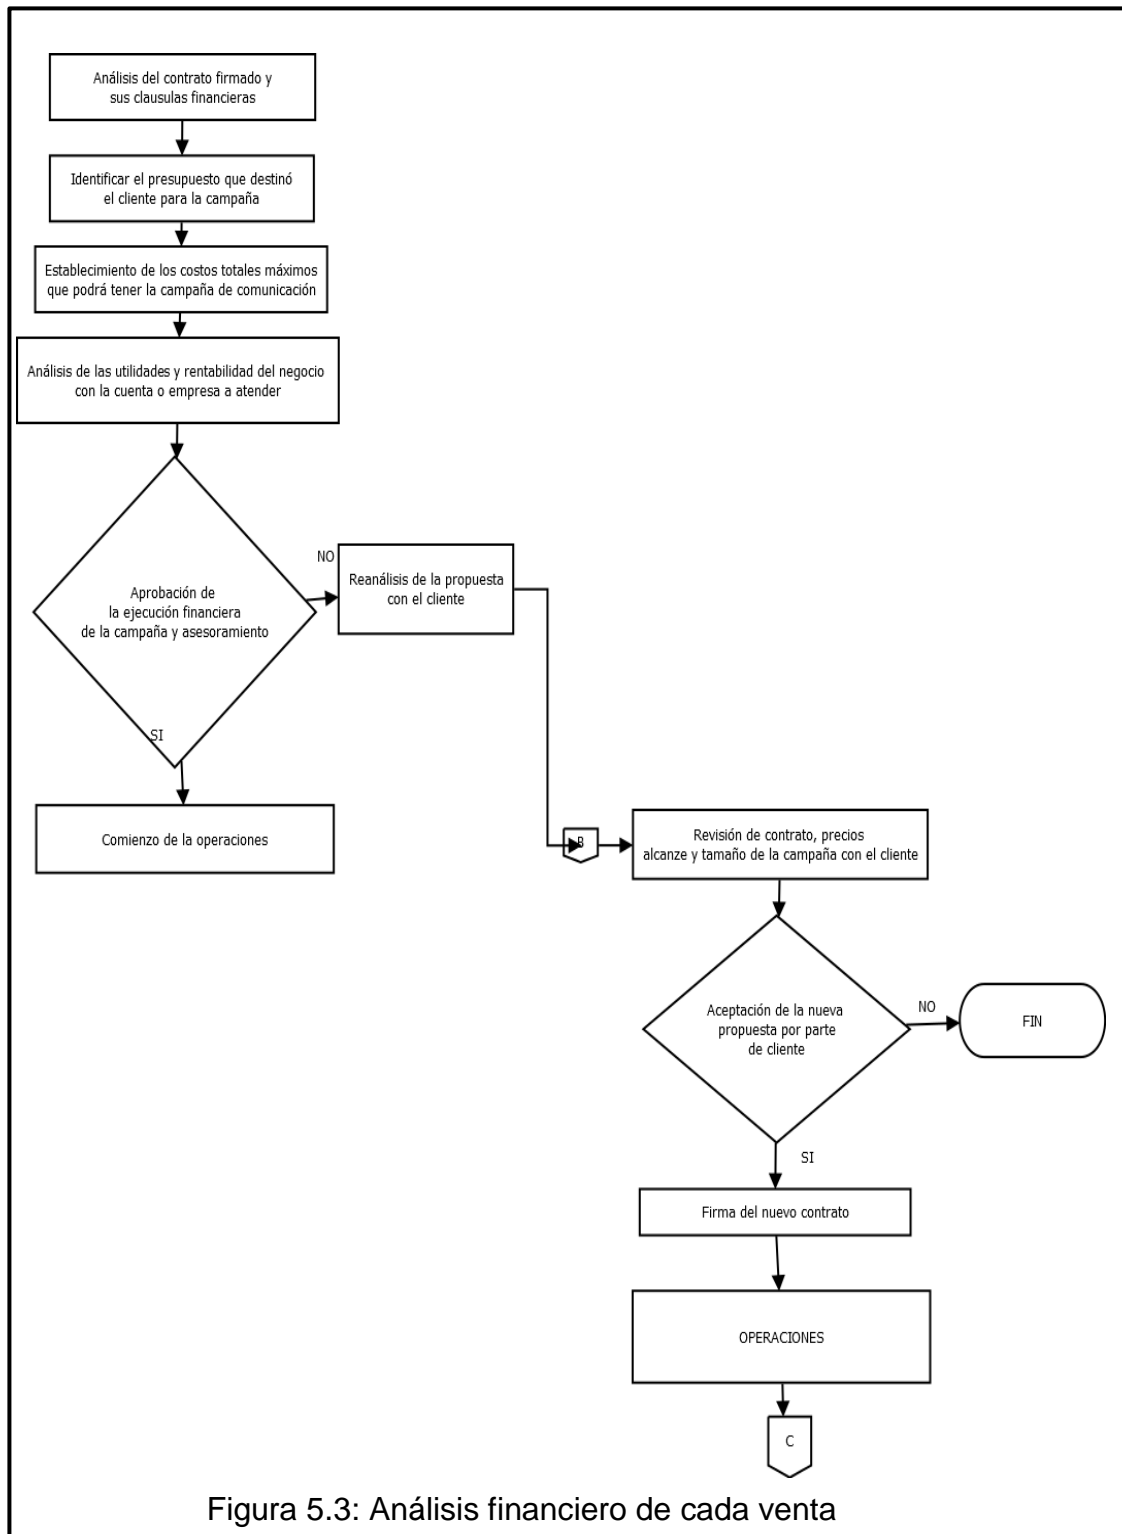 Análisis del contrato firmado y
sus clausulas financieras
Identificar el presupuesto que destinó
el cliente para la campaña
Establecimiento de los costos totales máximos
que podrá tener la campaña de comunicación
Análisis de las utilidades y rentabilidad del negocio
con la cuenta o empresa a atender
Aprobación de
la ejecución financiera
de la campaña y asesoramiento
NO
Reanálisis de la propuesta
con el cliente
SI
Comienzo de la operaciones
B
Revisión de contrato, precios
alcanze y tamaño de la campaña con el cliente
Aceptación de la nueva
propuesta por parte
de cliente
NO
FIN
SI
Firma del nuevo contrato
OPERACIONES
C
Figura 5.3: Análisis financiero de cada venta